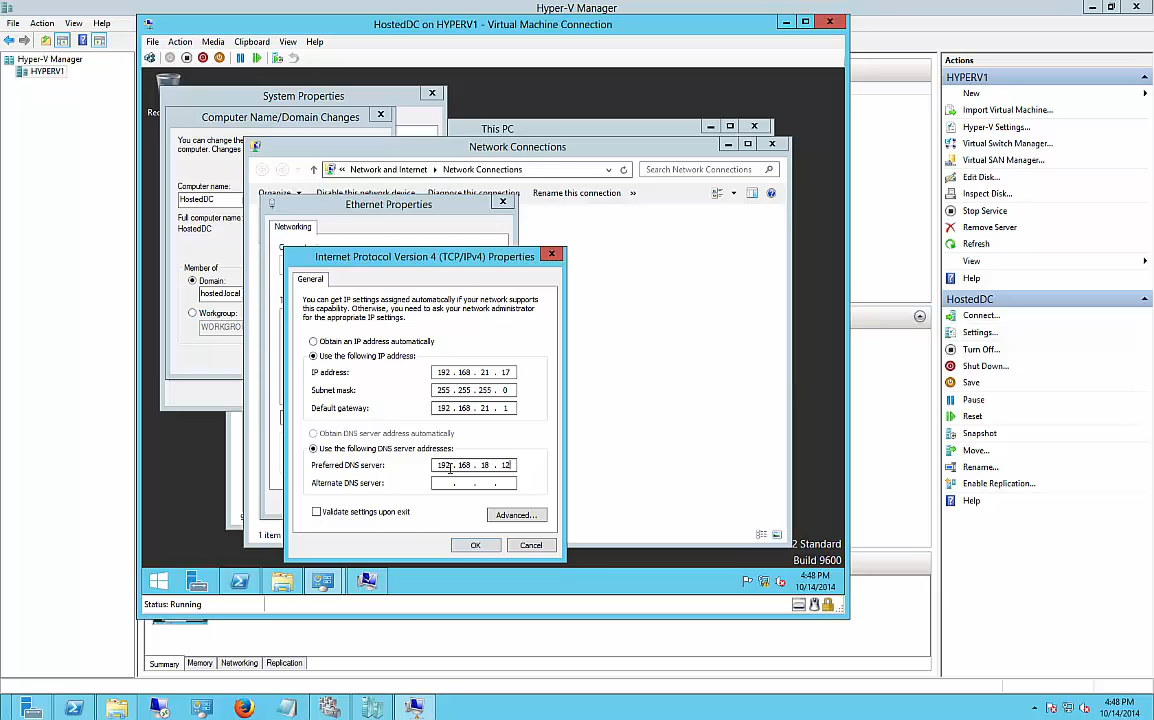 Hyper-V Manager
File Action View Help
Hyper-V Manager
HYPERV1
HostedDC on HYPERV1 - Virtual Machine Connection
File Action Media Clipboard View Help
System Properties
Computer Name/Domain Changes
You can change the
computer. Changes
Computer name:
HostedDC
Full computer name:
HostedDC
Member of
Domain:
hosted.local
Workgroup:
WORKGRO
This PC
Network Connections
Network and Internet Network Connections
Search Network Connections
Organize Disable this network device Diagnose this connection Rename this connection »
Ethernet Properties
Networking
Internet Protocol Version 4 (TCP/IPv4) Properties
General
You can get IP settings assigned automatically if your network supports
this capability. Otherwise, you need to ask your network administrator
for the appropriate IP settings.
Obtain an IP address automatically
Use the following IP address:
IP address: 192 . 168 . 21 . 17
Subnet mask: 255 . 255 . 255 . 0
Default gateway: 192 . 168 . 21 . 1
Obtain DNS server address automatically
Use the following DNS server addresses:
Preferred DNS server: 192 . 168 . 18 . 12
Alternate DNS server: . . .
Validate settings upon exit
Advanced...
OK Cancel
1 item
2 Standard
Build 9600
4:48 PM
10/14/2014
Status: Running
Summary Memory Networking Replication
Actions
HYPERV1
New
Import Virtual Machine...
Hyper-V Settings...
Virtual Switch Manager...
Virtual SAN Manager...
Edit Disk...
Inspect Disk...
Stop Service
Remove Server
Refresh
View
Help
HostedDC
Connect...
Settings...
Turn Off...
Shut Down...
Save
Pause
Reset
Snapshot
Move...
Rename...
Enable Replication...
Help
4:48 PM
10/14/2014